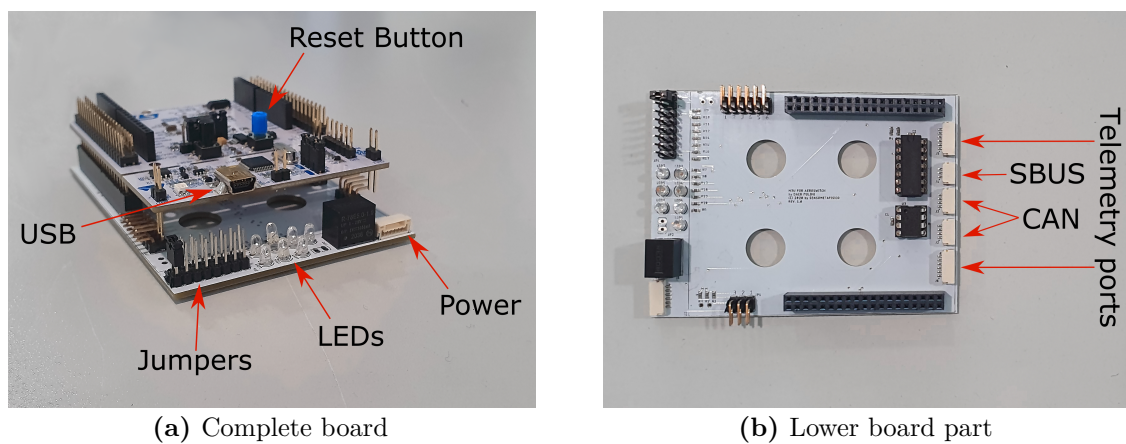 Reset Button
USB
Jumpers
LEDs
Power
(a) Complete board
Telemetry ports
SBUS
CAN
(b) Lower board part